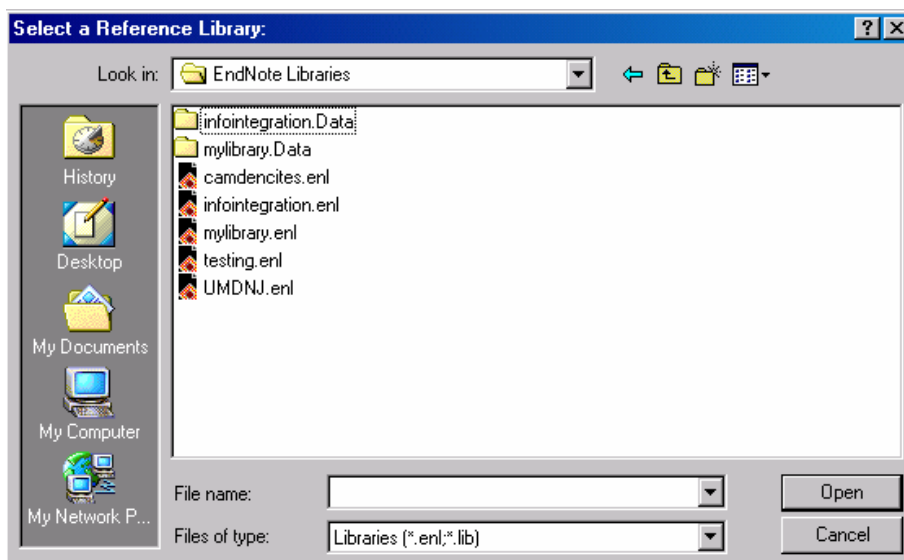 Select a Reference Library:
Look in: EndNote Libraries
History
Desktop
My Documents
My Computer
My Network P...
infointegration.Data
mylibrary.Data
camdencites.enl
infointegration.enl
mylibrary.enl
testing.enl
UMDNJ.enl
File name: Open
Files of type: Libraries (*.enl;*.lib) Cancel